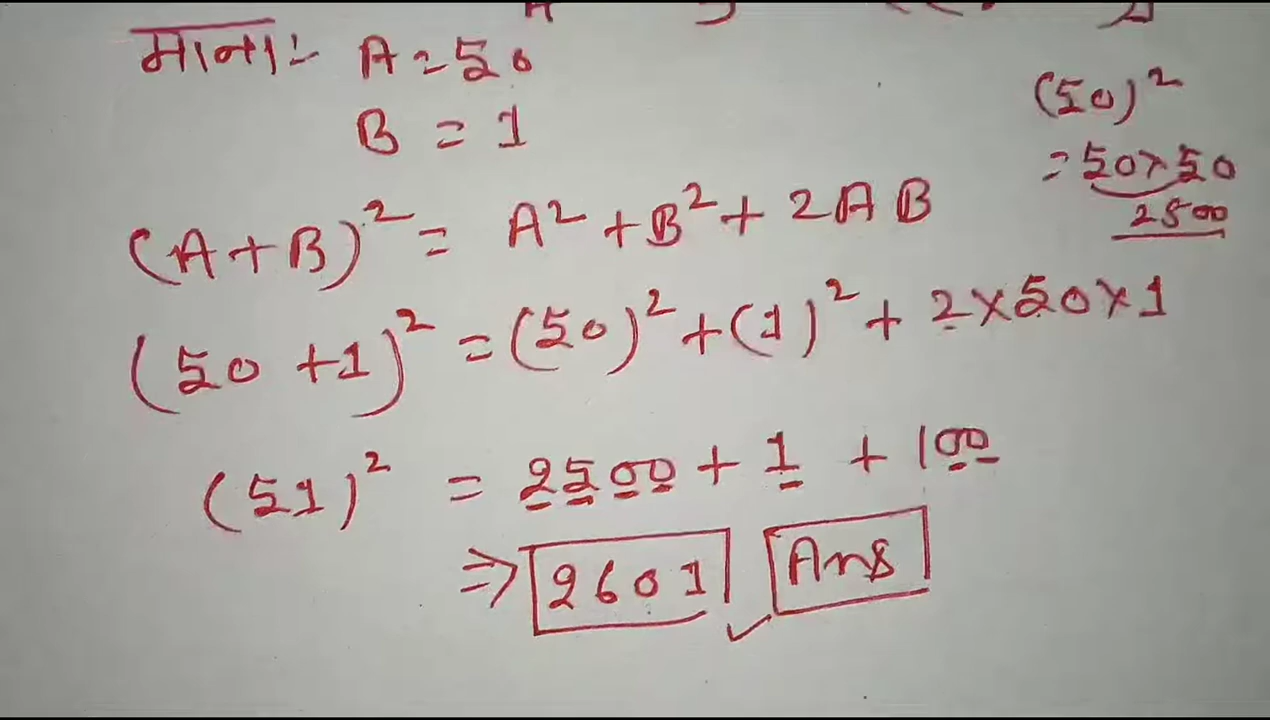 माना:- A = 50
B = 1
(50)²
= 50×50
2500
(A+B)² = A² + B² + 2AB
(50 +1)² = (50)² + (1)² + 2×50×1
(51)² = 2500 + 1 + 100
⇒ 2601 Ans